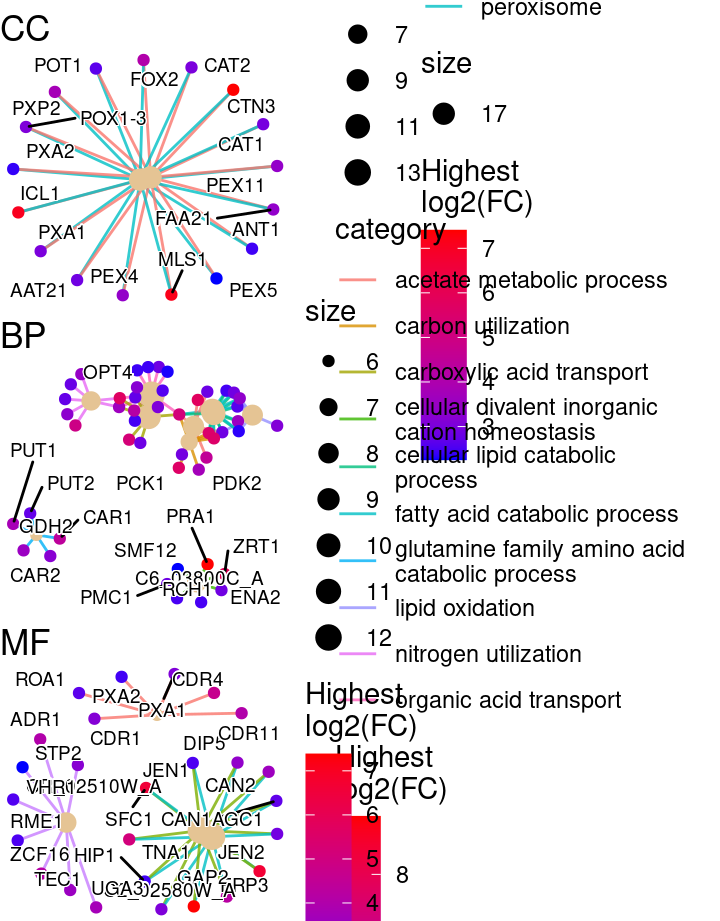 CC
POT1
FOX2
CAT2
PXP2
POX1-3
CTN3
PXA2
CAT1
ICL1
PEX11
FAA21
PXA1
ANT1
MLS1
AAT21
PEX4
PEX5
peroxisome
7
9
11
13
size
17
Highest
log2(FC)
7
6
5
4
3
category
acetate metabolic process
carbon utilization
carboxylic acid transport
cellular divalent inorganic
cation homeostasis
cellular lipid catabolic
process
fatty acid catabolic process
glutamine family amino acid
catabolic process
lipid oxidation
nitrogen utilization
organic acid transport
size
6
7
8
9
10
11
12
BP
OPT4
PUT1
PUT2
PCK1
PDK2
GDH2
CAR1
PRA1
SMF12
ZRT1
CAR2
C6_03800C_A
RCH1
PMC1
ENA2
MF
ROA1
CDR4
PXA2
PXA1
ADR1
CDR1
CDR11
STP2
DIP5
JEN1
CAN2
RME1
SFC1
CAN1
AGC1
ZCF16
HIP1
TNA1
JEN2
TEC1
UGA3
GAP2
Highest
log2(FC)
7
6
5
4
Highest
log2(FC)
8